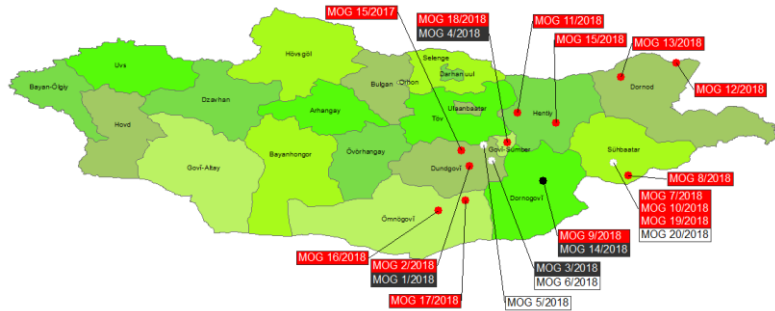 MOG 15/2017
MOG 18/2018
MOG 4/2018
MOG 11/2018
MOG 15/2018
MOG 13/2018
MOG 12/2018
Hövsgöl
Selenge
Uvs
Darhan uul
Bayan-Ölgiy
Bulgan
Orhon
Dornod
Dzavhan
Ulaanbaatar
Hovd
Arhangay
Töv
Hentiy
Govi-Sümber
Sühbaatar
Bayanhongor
Övörhangay
Govi-Altay
Dundgovi
MOG 8/2018
Dornogovi
MOG 7/2018
MOG 10/2018
MOG 19/2018
MOG 20/2018
Ömnögovi
MOG 9/2018
MOG 14/2018
MOG 16/2018
MOG 2/2018
MOG 1/2018
MOG 3/2018
MOG 6/2018
MOG 17/2018
MOG 5/2018